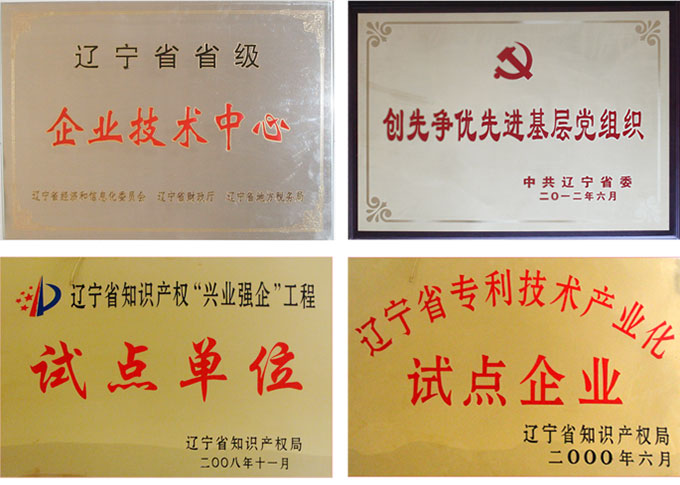 辽宁省省级
企业技术中心
辽宁省经济和信息化委员会 辽宁省财政厅 辽宁省地方税务局
创先争优先进基层党组织
中共辽宁省委
二〇一二年六月
辽宁省知识产权“兴业强企”工程
试点单位
辽宁省知识产权局
二〇〇八年十一月
辽宁省专利技术产业化
试点企业
辽宁省知识产权局
二〇〇〇年六月